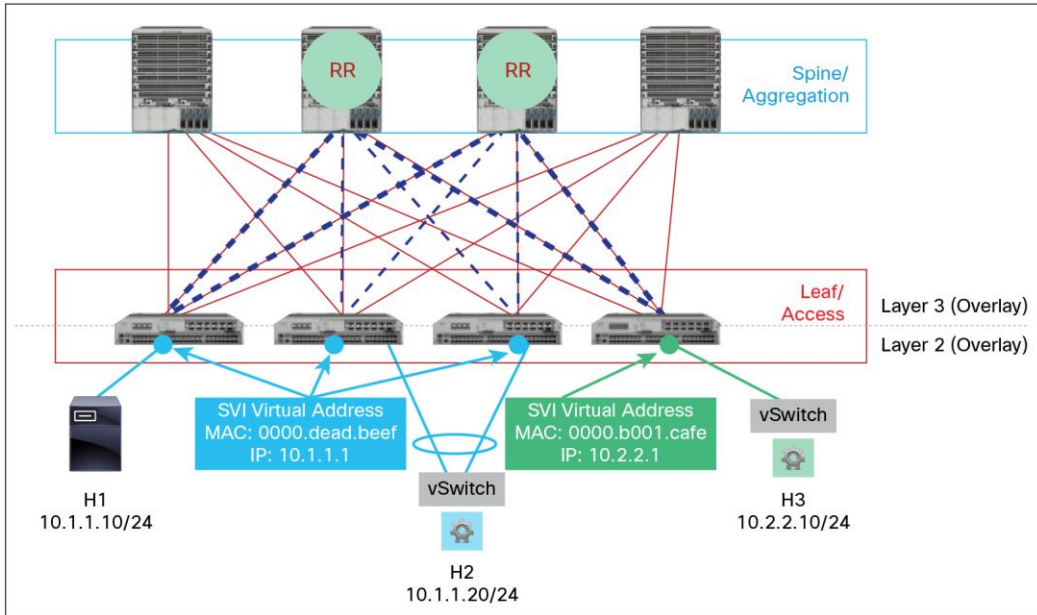 RR
RR
Spine/
Aggregation
Leaf/
Access
Layer 3 (Overlay)
Layer 2 (Overlay)
SVI Virtual Address
MAC: 0000.dead.beef
IP: 10.1.1.1
SVI Virtual Address
MAC: 0000.b001.cafe
IP: 10.2.2.1
vSwitch
vSwitch
H1
10.1.1.10/24
H3
10.2.2.10/24
H2
10.1.1.20/24